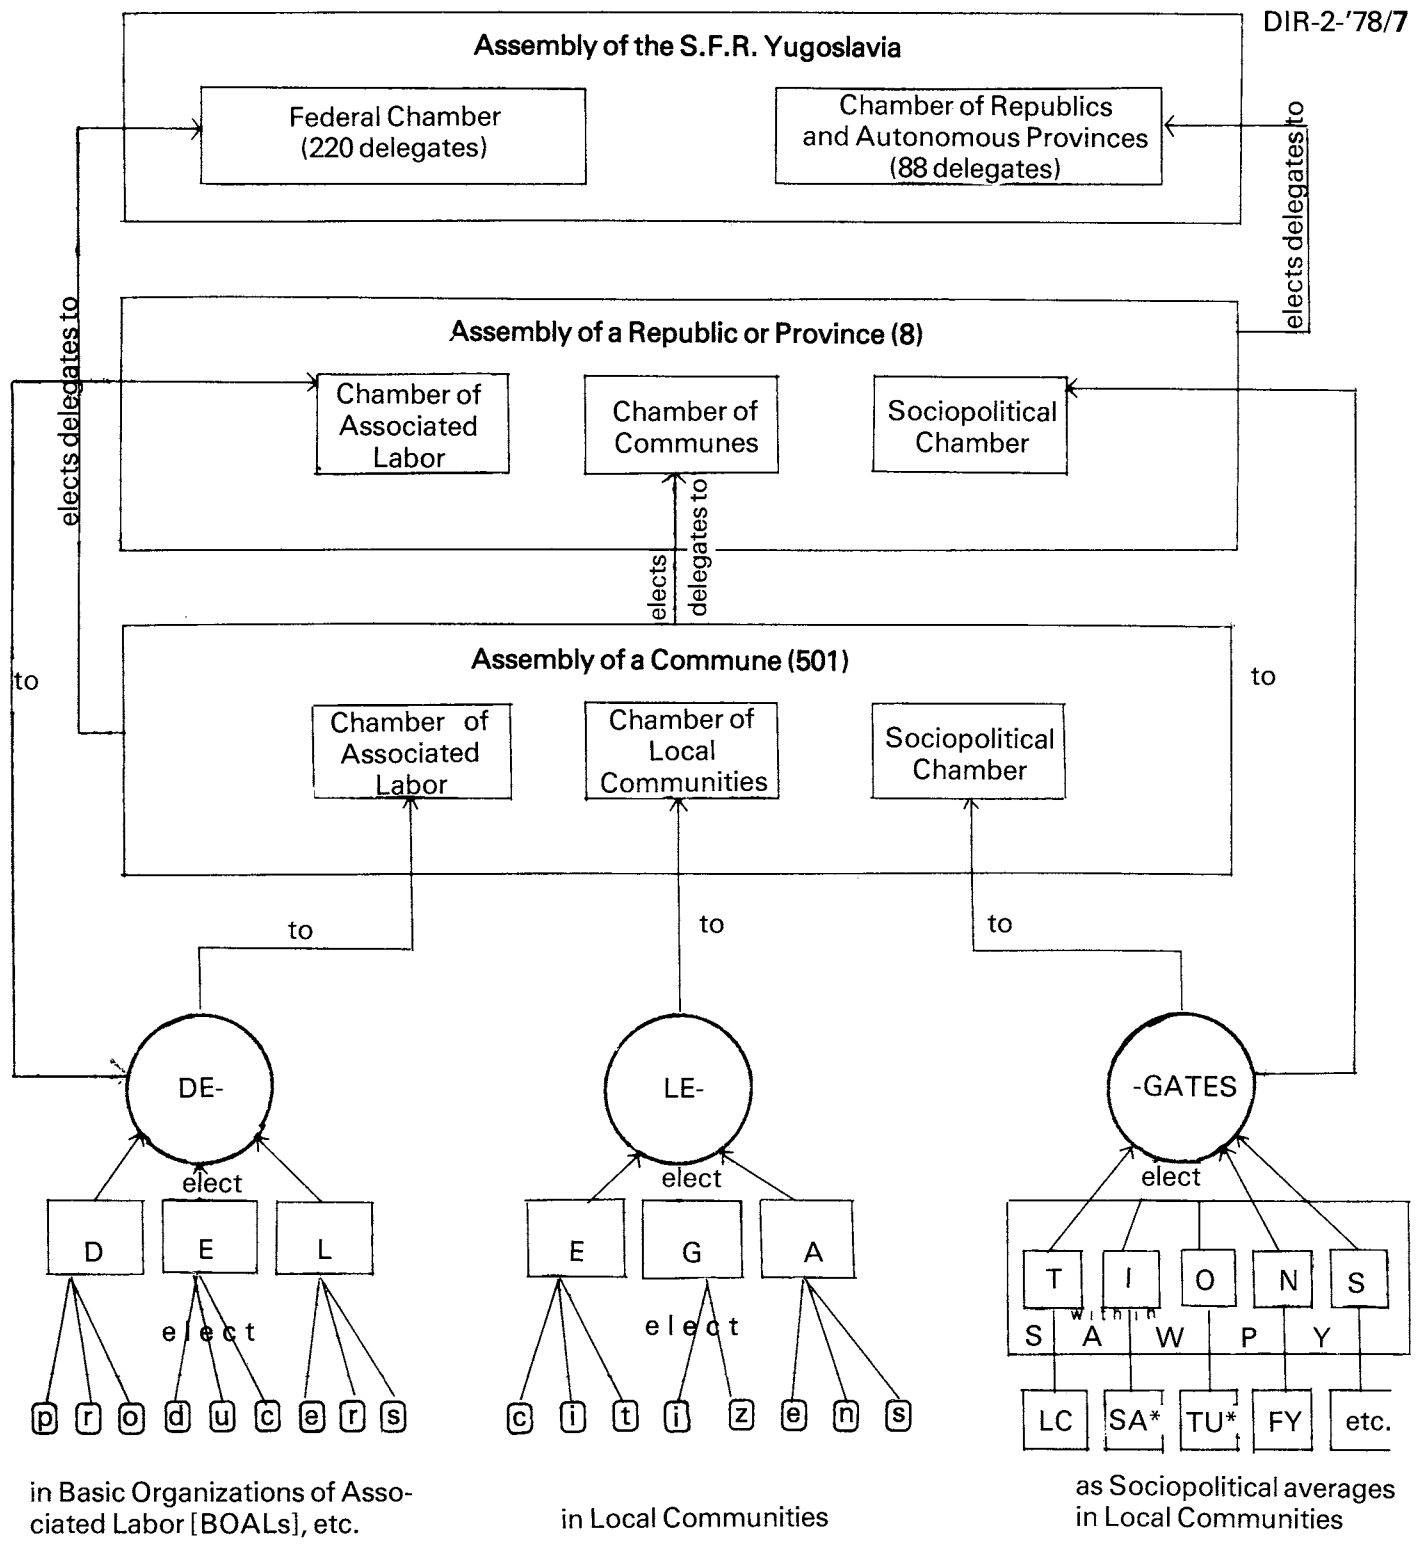 DIR-2-'78/7
Assembly of the S.F.R. Yugoslavia
Federal Chamber
(220 delegates)
Chamber of Republics
and Autonomous Provinces
(88 delegates)
elects delegates to
elects delegates to
Assembly of a Republic or Province (8)
Chamber of
Associated
Labor
Chamber of
Communes
Sociopolitical
Chamber
elects
delegates to
to
Assembly of a Commune (501)
to
Chamber of
Associated
Labor
Chamber of
Local
Communities
Sociopolitical
Chamber
to
to
to
DE-
LE-
-GATES
elect
elect
elect
D E L
E G A
T I O N S
within
S A W P Y
elect
elect
p r o d u c e r s
c i t i z e n s
LC SA* TU* FY etc.
in Basic Organizations of Asso-
ciated Labor [BOALs], etc.
in Local Communities
as Sociopolitical averages
in Local Communities